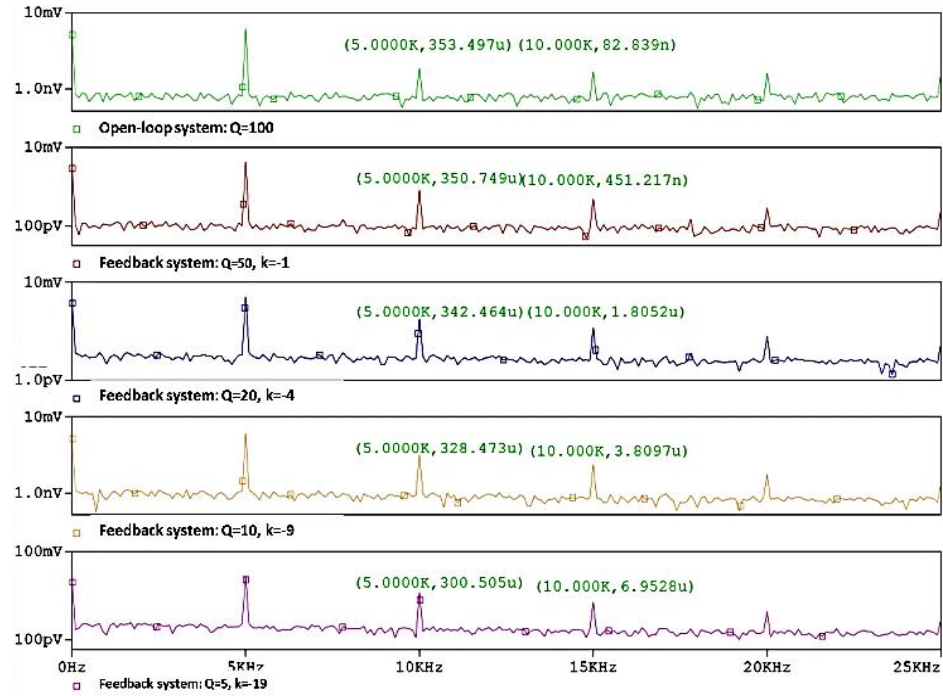 10mV
(5.0000K,353.497u) (10.000K,82.839n)
1.0nV
Open-loop system: Q=100
10mV
(5.0000K,350.749u) (10.000K,451.217n)
100pV
Feedback system: Q=50, k=-1
10mV
(5.0000K,342.464u) (10.000K,1.8052u)
1.0pV
Feedback system: Q=20, k=-4
10mV
(5.0000K,328.473u) (10.000K,3.8097u)
1.0nV
Feedback system: Q=10, k=-9
100mV
(5.0000K,300.505u) (10.000K,6.9528u)
100pV
0Hz 5KHz 10KHz 15KHz 20KHz 25KHz
Feedback system: Q=5, k=-19